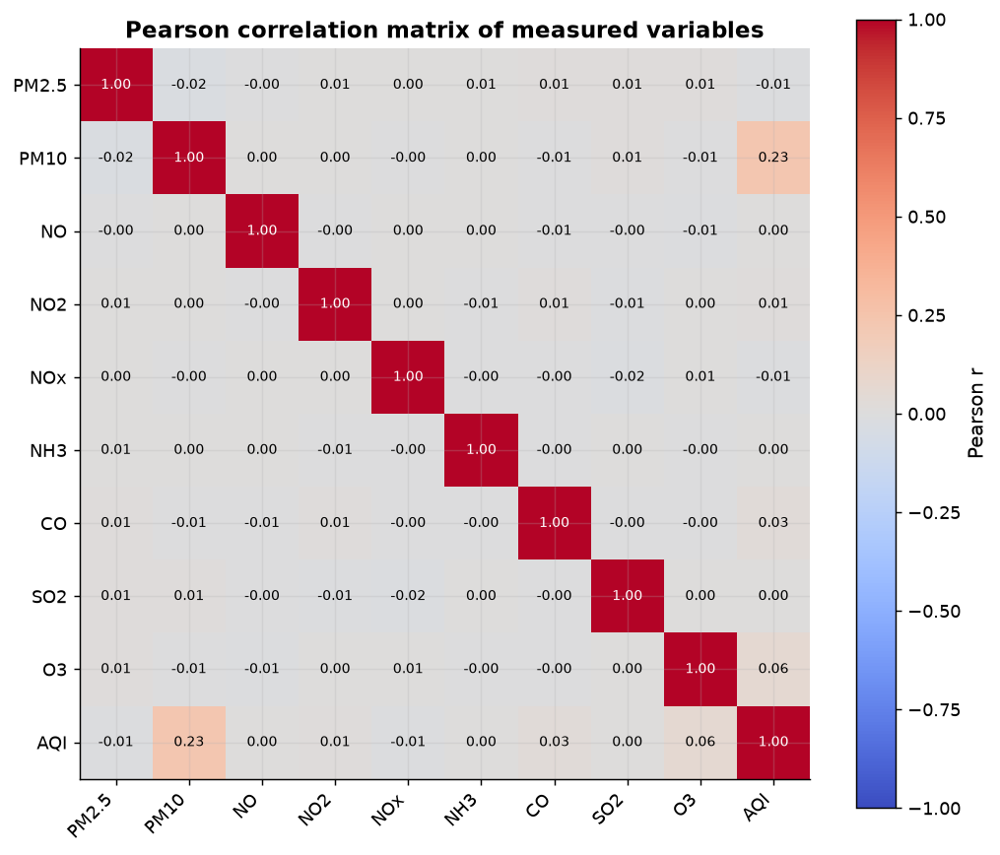 Pearson correlation matrix of measured variables
PM2.5 1.00 -0.02 -0.00 0.01 0.00 0.01 0.01 0.01 0.01 -0.01
PM10 -0.02 1.00 0.00 0.00 -0.00 0.00 -0.01 0.01 -0.01 0.23
NO -0.00 0.00 1.00 -0.00 0.00 0.00 -0.01 -0.00 -0.01 0.00
NO2 0.01 0.00 -0.00 1.00 0.00 -0.01 0.01 -0.01 0.00 0.01
NOx 0.00 -0.00 0.00 0.00 1.00 -0.00 -0.00 -0.02 0.01 -0.01
NH3 0.01 0.00 0.00 -0.01 -0.00 1.00 -0.00 0.00 -0.00 0.00
CO 0.01 -0.01 -0.01 0.01 -0.00 -0.00 1.00 -0.00 -0.00 0.03
SO2 0.01 0.01 -0.00 -0.01 -0.02 0.00 -0.00 1.00 0.00 0.00
O3 0.01 -0.01 -0.01 0.00 0.01 -0.00 -0.00 0.00 1.00 0.06
AQI -0.01 0.23 0.00 0.01 -0.01 0.00 0.03 0.00 0.06 1.00
PM2.5 PM10 NO NO2 NOx NH3 CO SO2 O3 AQI
1.00
0.75
0.50
0.25
0.00
−0.25
−0.50
−0.75
−1.00
Pearson r